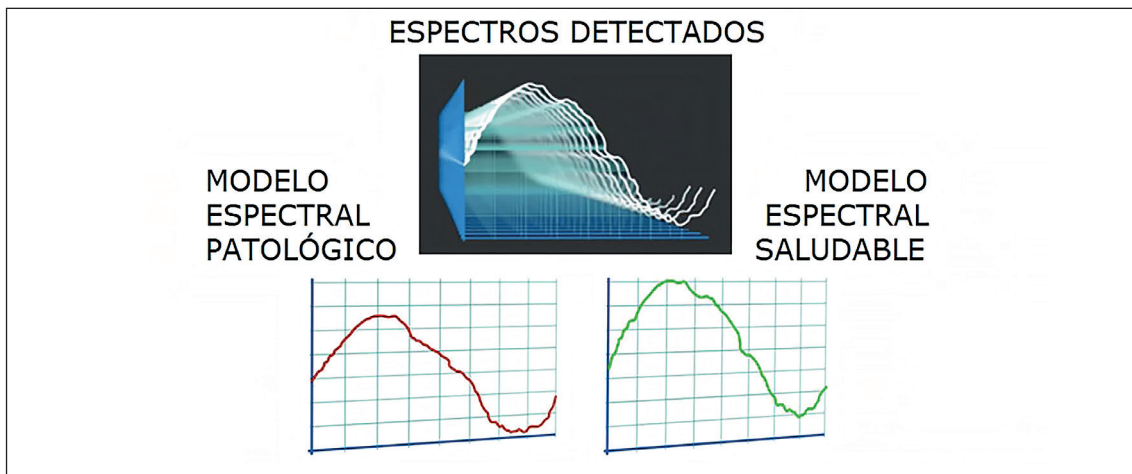 ESPECTROS DETECTADOS
MODELO
ESPECTRAL
PATOLÓGICO
MODELO
ESPECTRAL
SALUDABLE